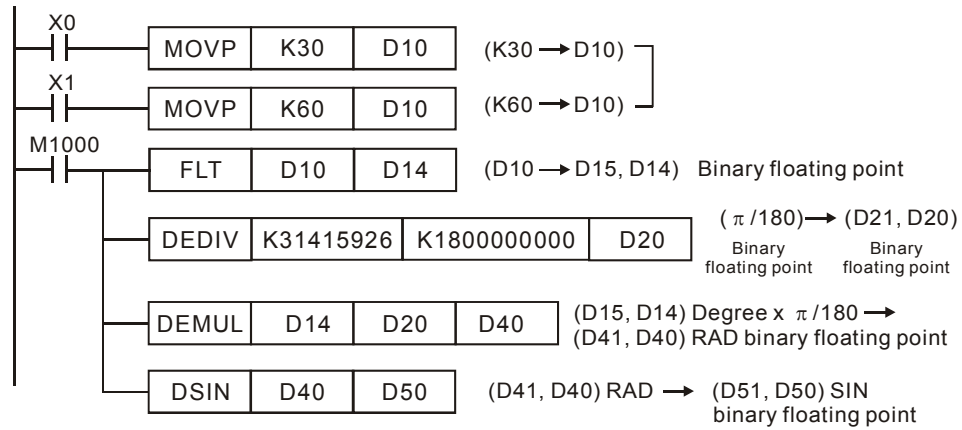 X0
MOVP K30 D10 (K30 → D10)
X1
MOVP K60 D10 (K60 → D10)
M1000
FLT D10 D14 (D10 → D15, D14) Binary floating point
DEDIV K31415926 K1800000000 D20 (π/180) → (D21, D20)
Binary floating point Binary floating point
DEMUL D14 D20 D40 (D15, D14) Degree x π/180 →
(D41, D40) RAD binary floating point
DSIN D40 D50 (D41, D40) RAD → (D51, D50) SIN
binary floating point